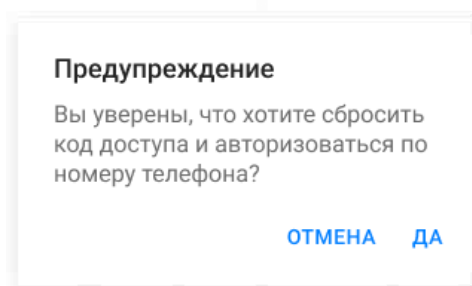 Предупреждение
Вы уверены, что хотите сбросить
код доступа и авторизоваться по
номеру телефона?
ОТМЕНА ДА